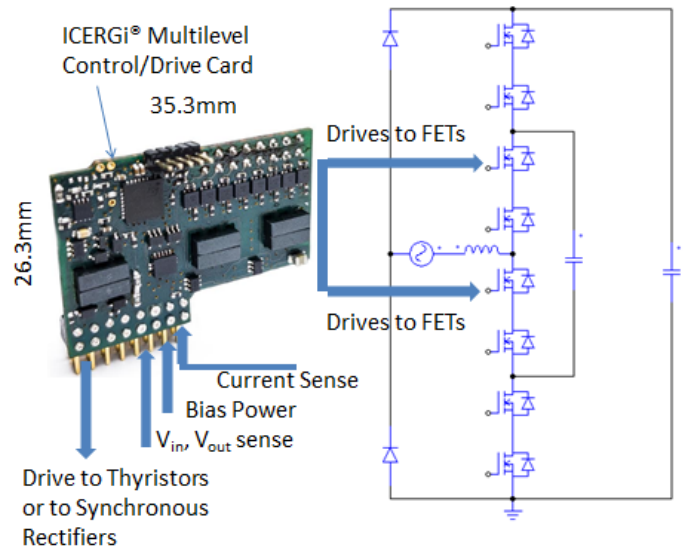 ICERGi® Multilevel
Control/Drive Card
35.3mm
26.3mm
Drives to FETs
Drives to FETs
Current Sense
Bias Power
Vin, Vout sense
Drive to Thyristors
or to Synchronous
Rectifiers